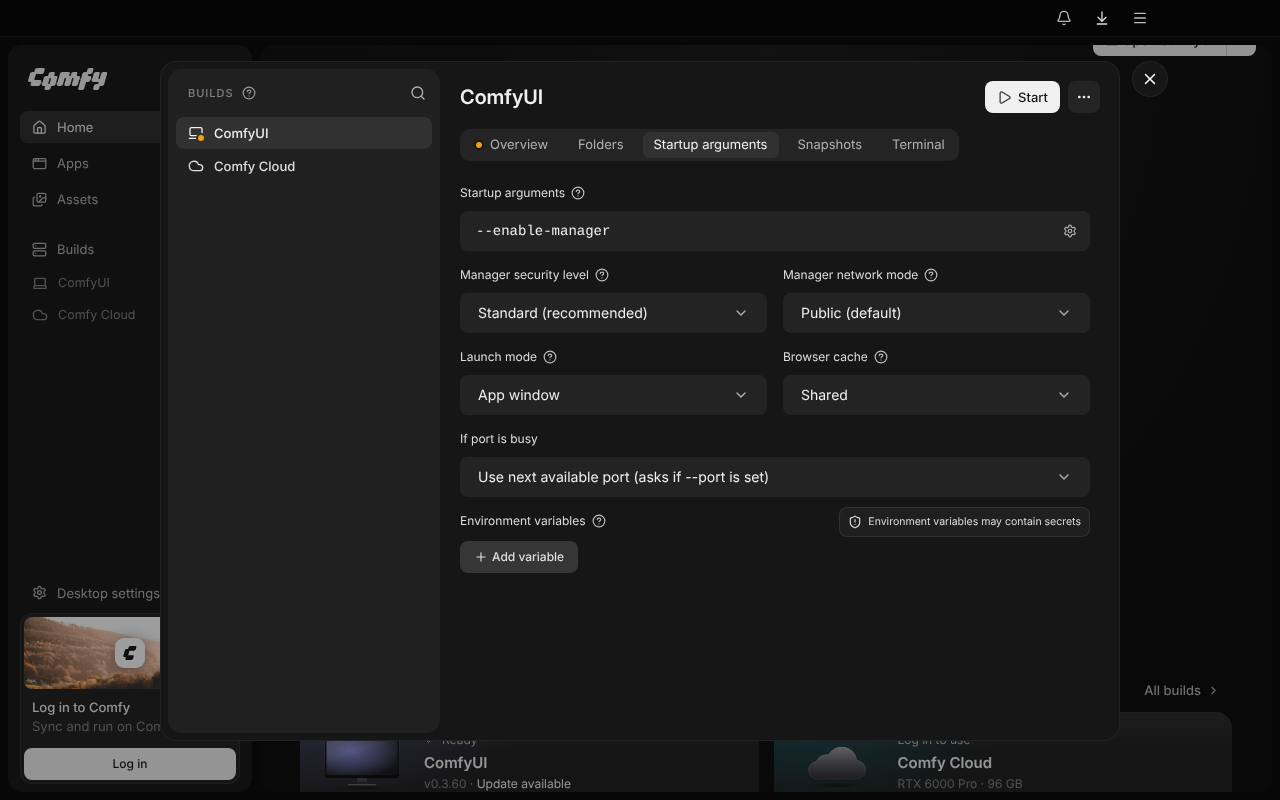 Comfy
Home
Apps
Assets
Builds
ComfyUI
Comfy Cloud
Desktop settings
Log in to Comfy
Sync and run on Com
Log in
BUILDS
ComfyUI
Comfy Cloud
ComfyUI
Start
Overview
Folders
Startup arguments
Snapshots
Terminal
Startup arguments
--enable-manager
Manager security level
Manager network mode
Standard (recommended)
Public (default)
Launch mode
Browser cache
App window
Shared
If port is busy
Use next available port (asks if --port is set)
Environment variables
Environment variables may contain secrets
Add variable
All builds
Ready
ComfyUI
v0.3.60 · Update available
Log in to use
Comfy Cloud
RTX 6000 Pro · 96 GB